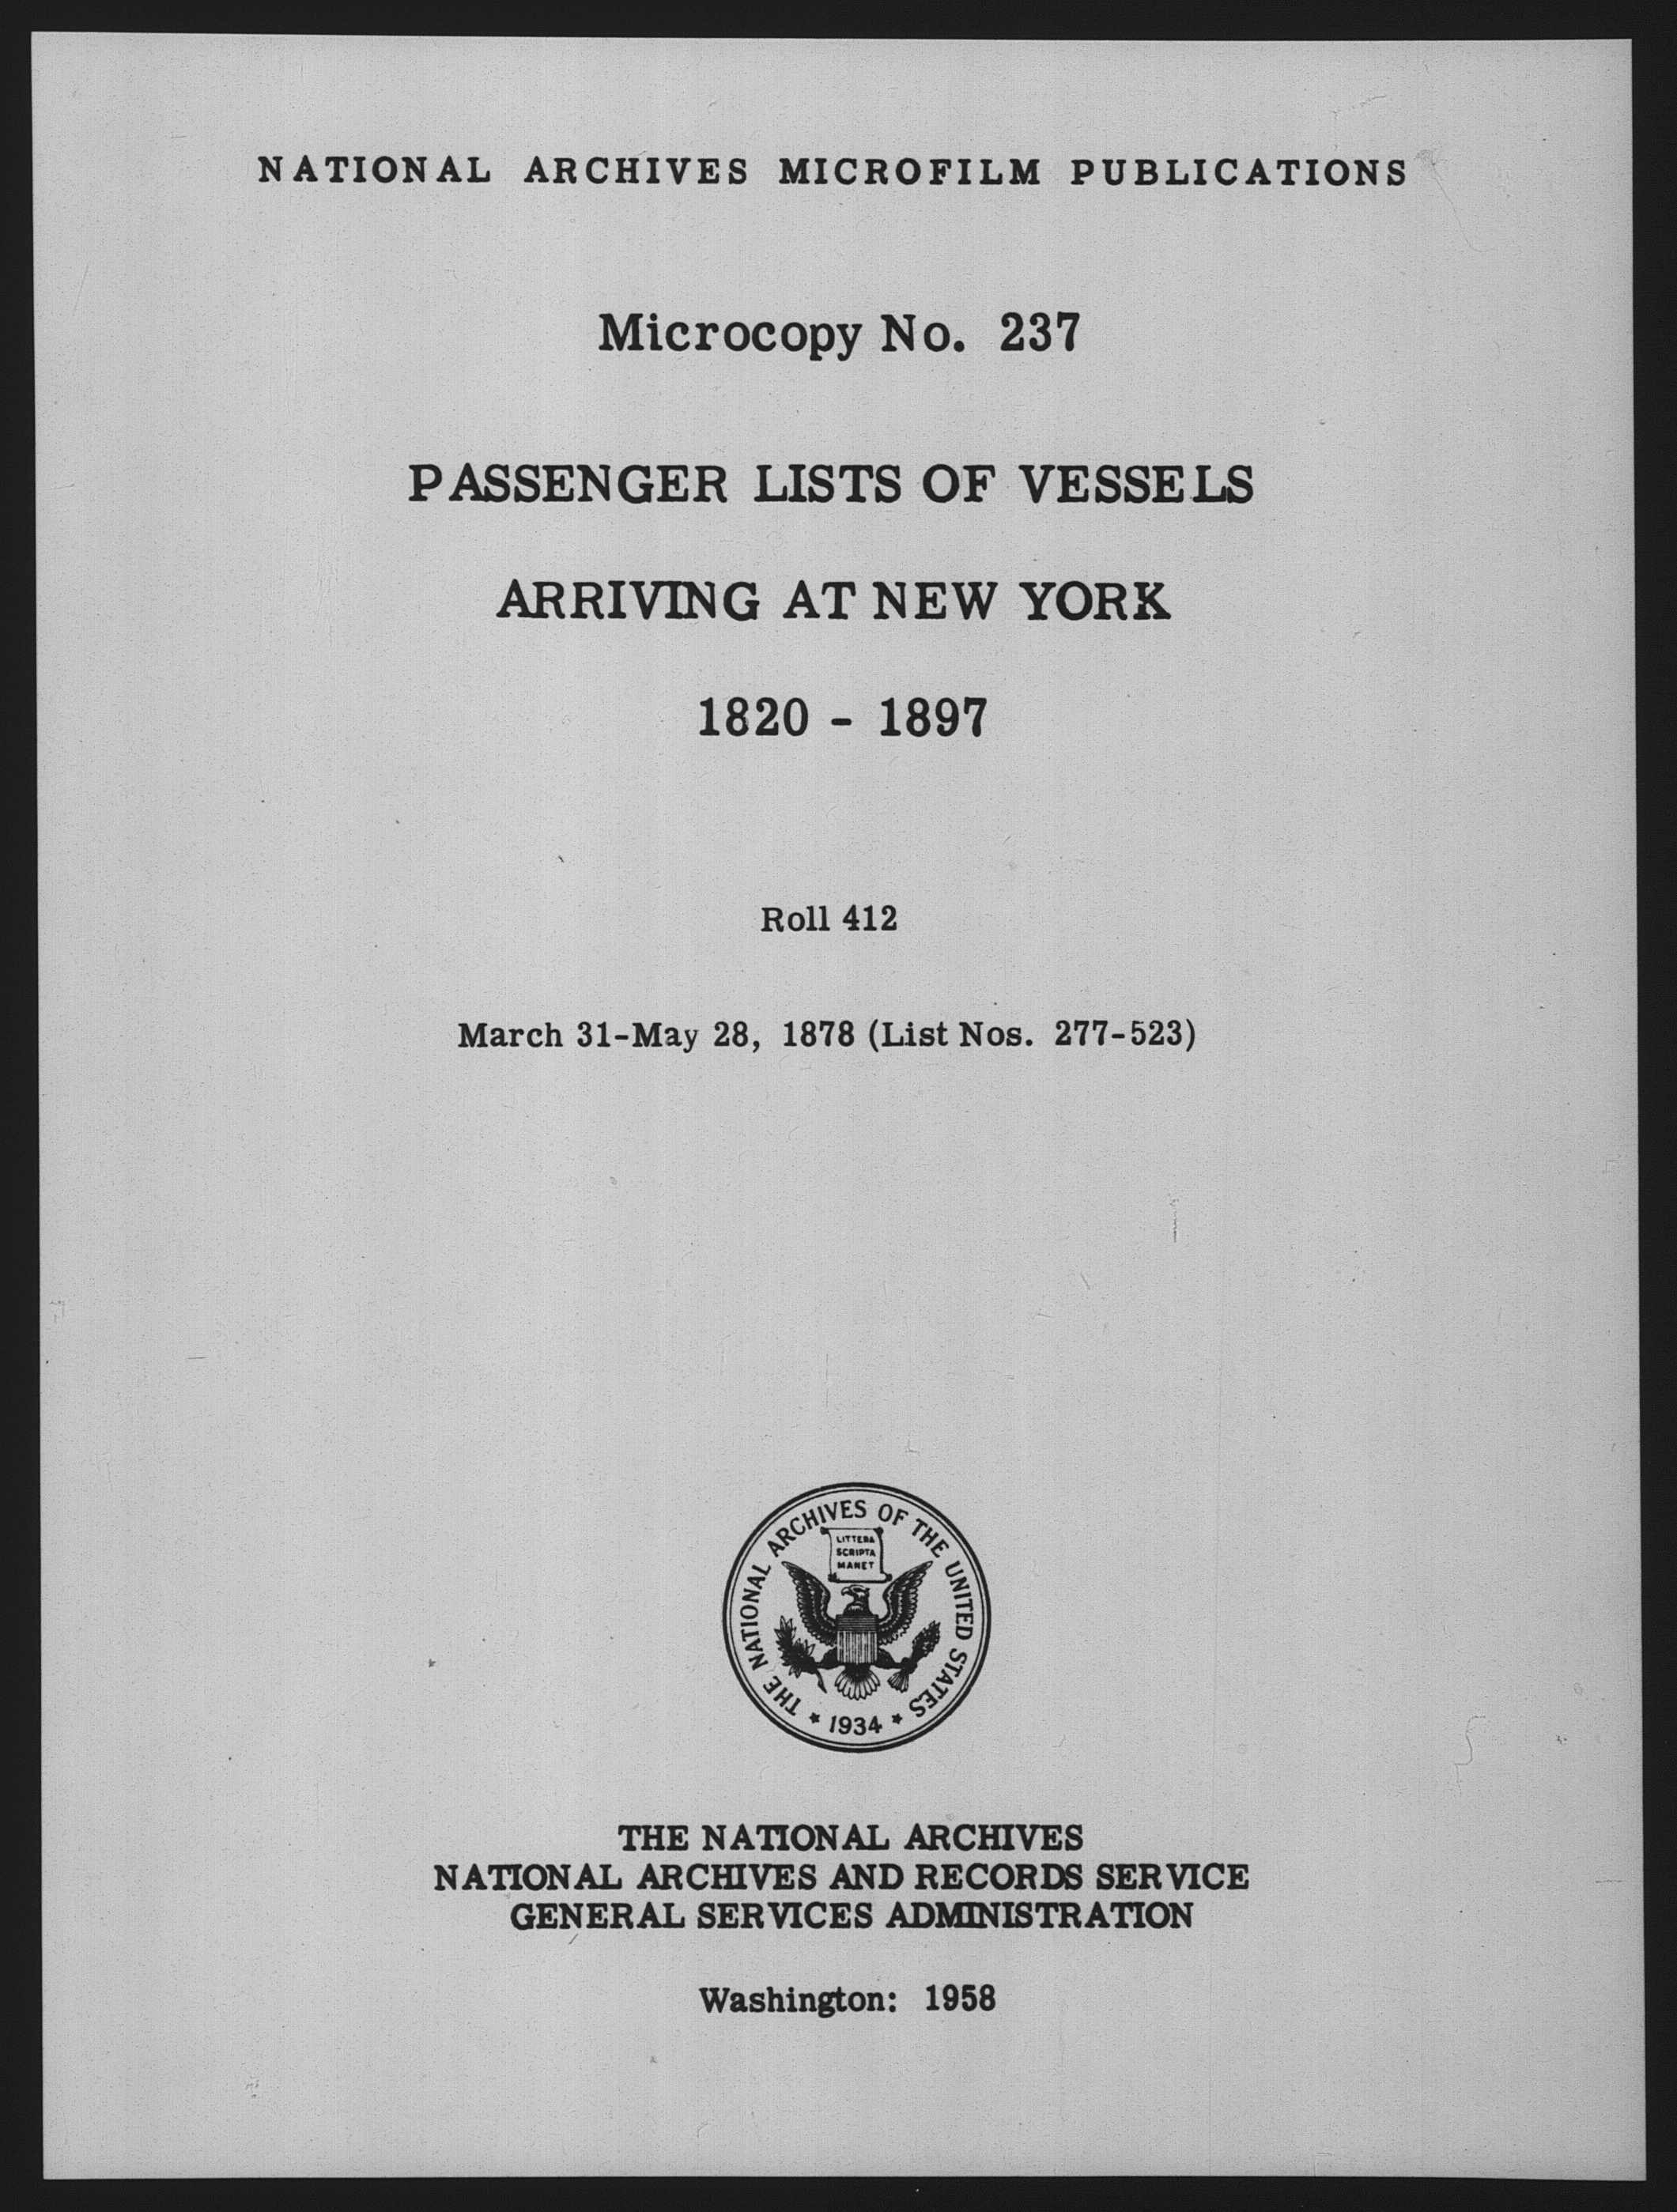 NATIONAL ARCHIVES MICROFILM PUBLICATIONS
Microcopy No. 237
PASSENGER LISTS OF VESSELS
ARRIVING AT NEW YORK
1820 - 1897
Roll 412
March 31-May 28, 1878 (List Nos. 277-523)
THE NATIONAL ARCHIVES OF THE UNITED STATES
LITTERA
SCRIPTA
MANET
* 1934 *
THE NATIONAL ARCHIVES
NATIONAL ARCHIVES AND RECORDS SERVICE
GENERAL SERVICES ADMINISTRATION
Washington: 1958